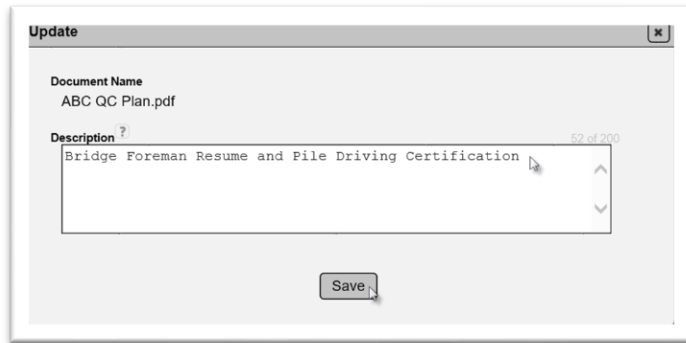 Update
Document Name
ABC QC Plan.pdf
Description ?
52 of 200
Bridge Foreman Resume and Pile Driving Certification
Save